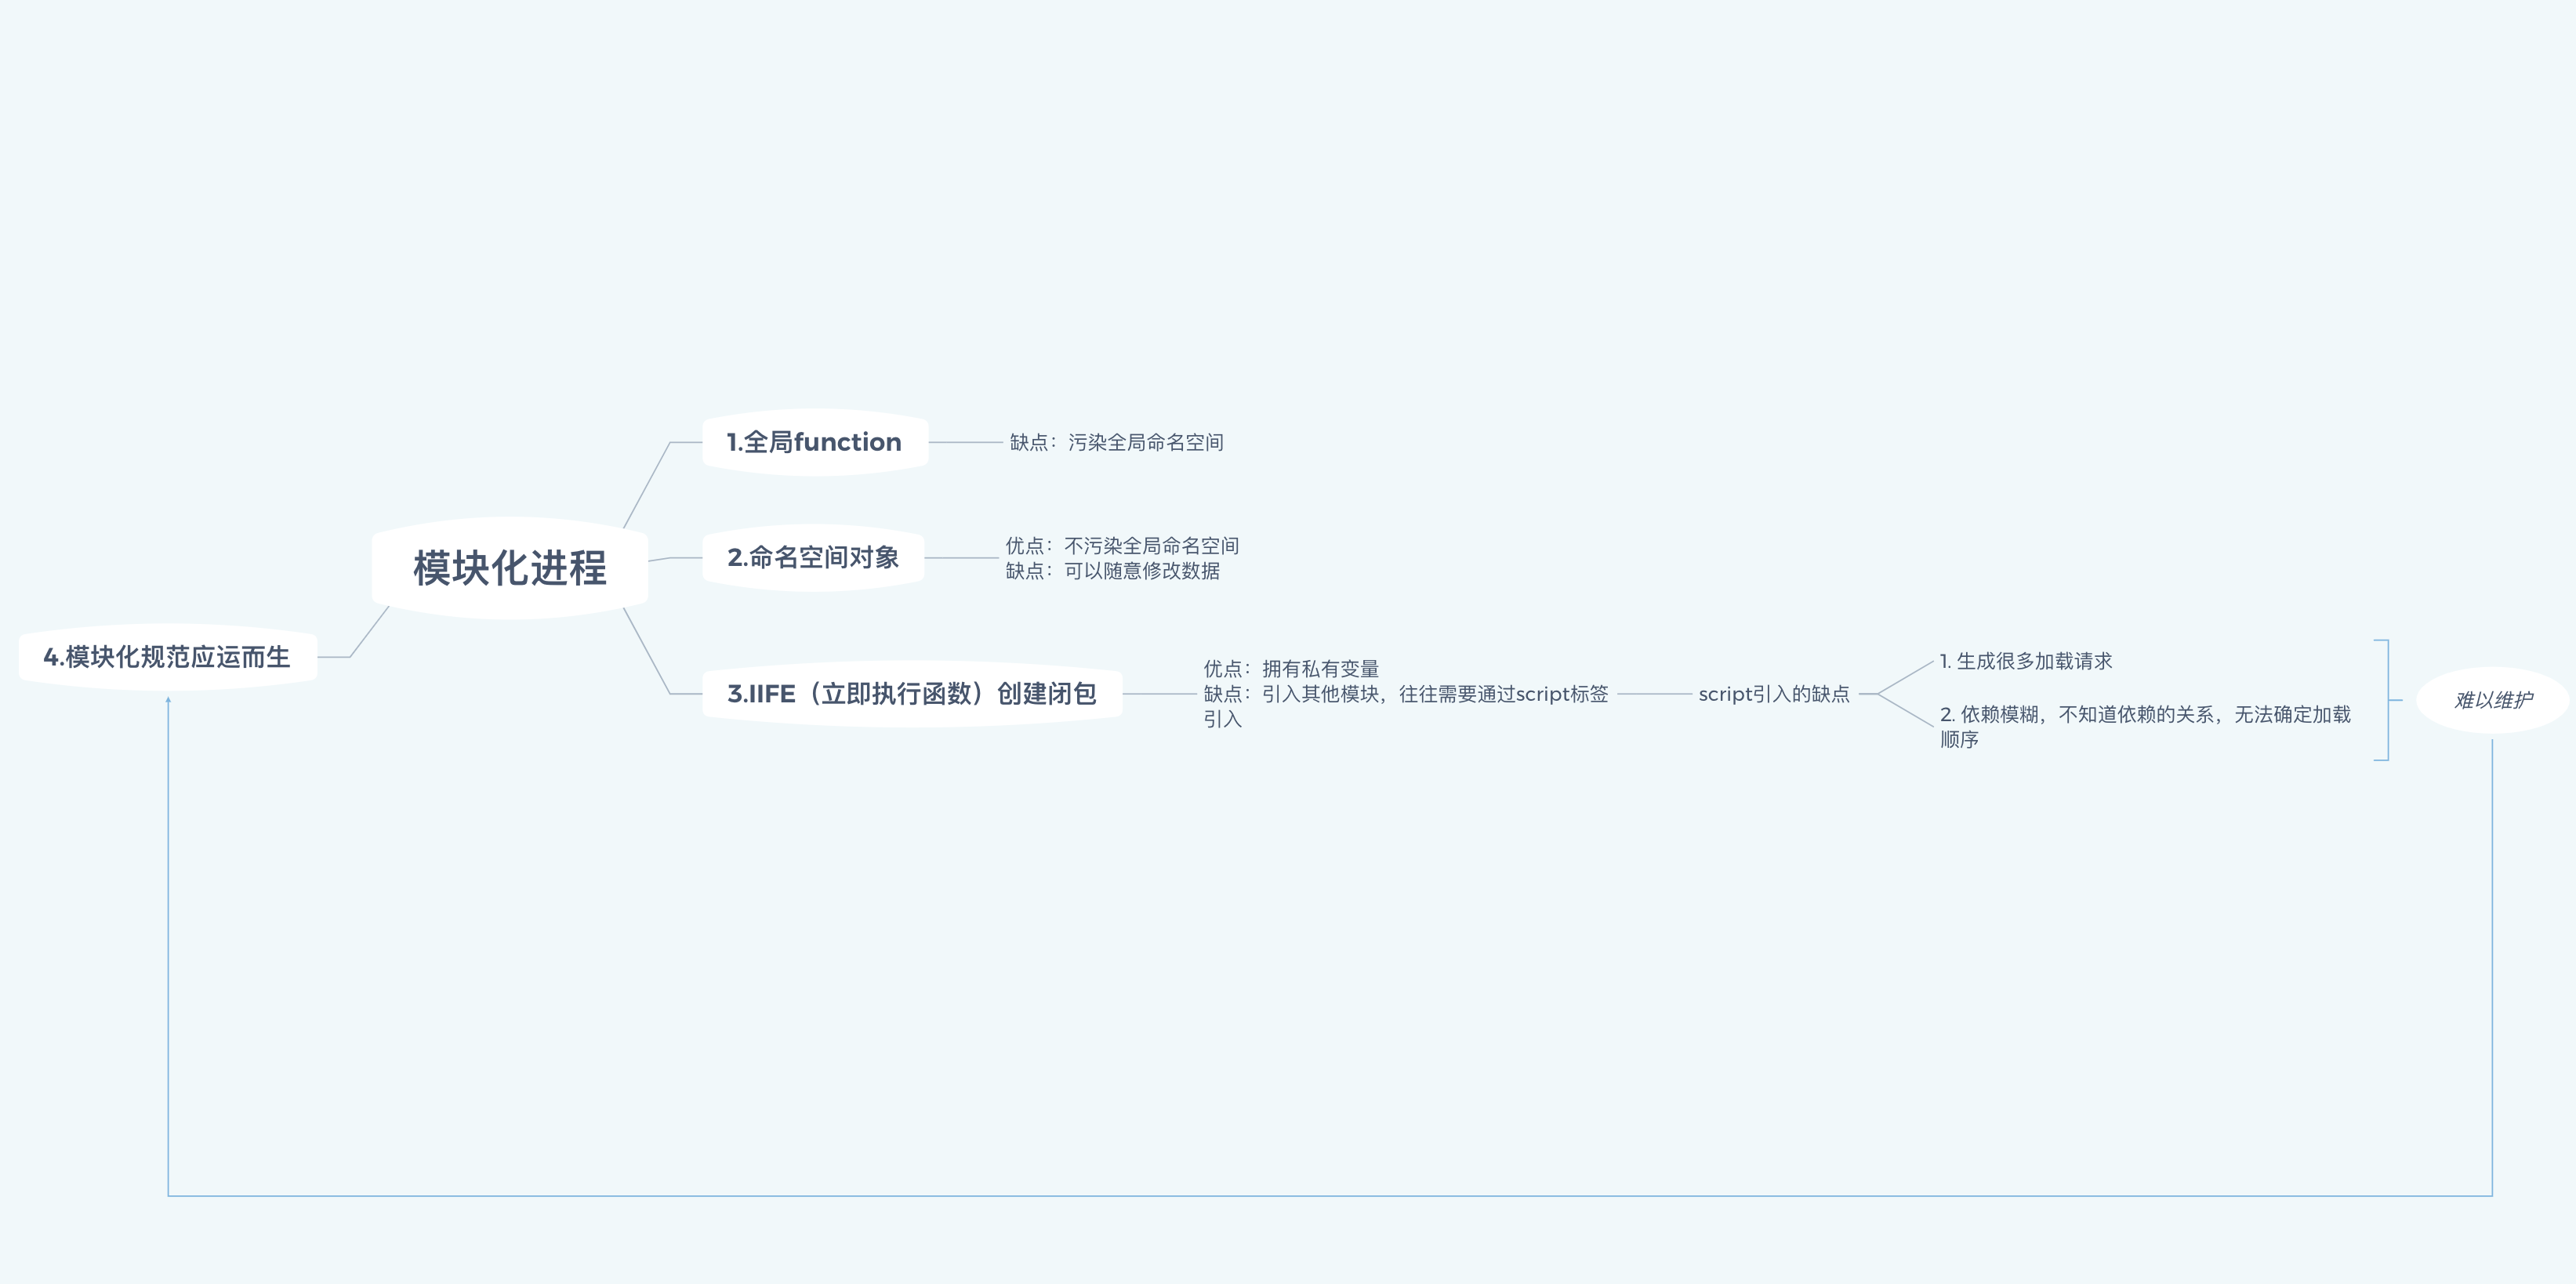 模块化进程
1.全局function
缺点：污染全局命名空间
2.命名空间对象
优点：不污染全局命名空间
缺点：可以随意修改数据
3.IIFE（立即执行函数）创建闭包
优点：拥有私有变量
缺点：引入其他模块，往往需要通过script标签
引入
script引入的缺点
1. 生成很多加载请求
2. 依赖模糊，不知道依赖的关系，无法确定加载
顺序
难以维护
4.模块化规范应运而生